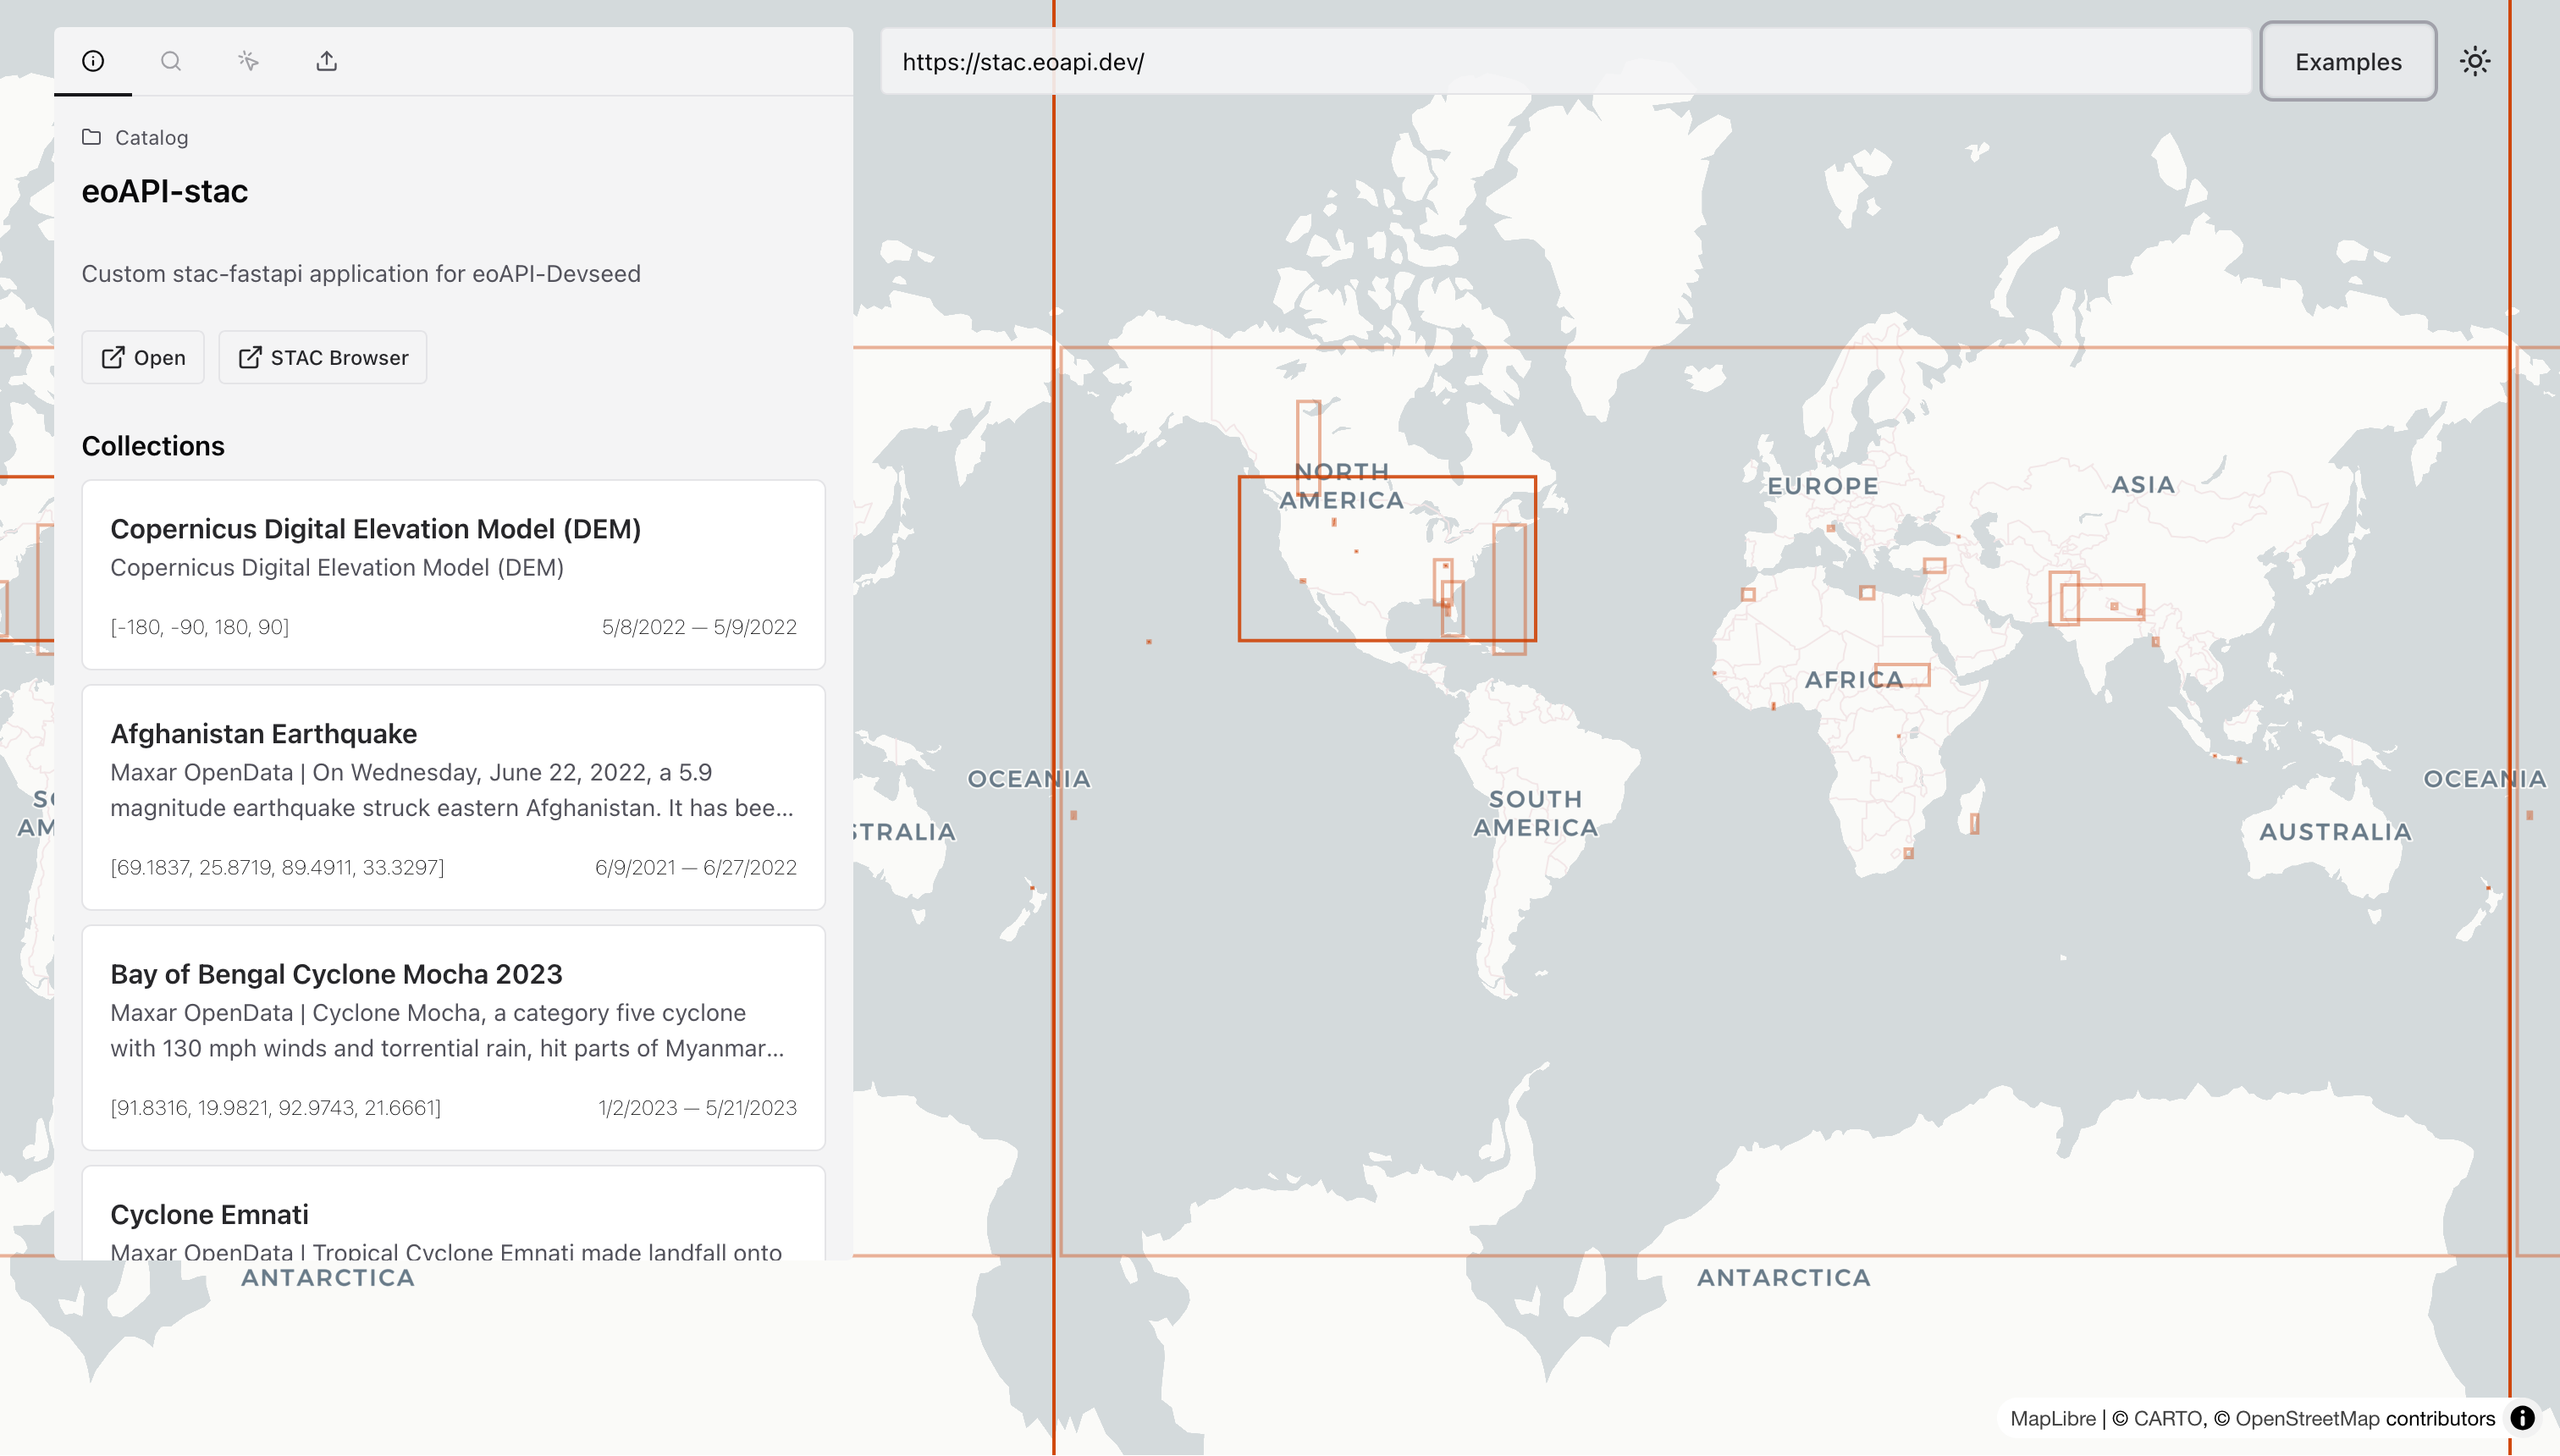 https://stac.eoapi.dev/
Examples
Catalog
eoAPI-stac
Custom stac-fastapi application for eoAPI-Devseed
Open
STAC Browser
Collections
Copernicus Digital Elevation Model (DEM)
Copernicus Digital Elevation Model (DEM)
[-180, -90, 180, 90]
5/8/2022 — 5/9/2022
Afghanistan Earthquake
Maxar OpenData | On Wednesday, June 22, 2022, a 5.9
magnitude earthquake struck eastern Afghanistan. It has bee...
[69.1837, 25.8719, 89.4911, 33.3297]
6/9/2021 — 6/27/2022
Bay of Bengal Cyclone Mocha 2023
Maxar OpenData | Cyclone Mocha, a category five cyclone
with 130 mph winds and torrential rain, hit parts of Myanmar...
[91.8316, 19.9821, 92.9743, 21.6661]
1/2/2023 — 5/21/2023
Cyclone Emnati
Maxar OpenData | Tropical Cyclone Emnati made landfall onto
NORTH
AMERICA
EUROPE
ASIA
AFRICA
OCEANIA
OCEANIA
SOUTH
AMERICA
STRALIA
AUSTRALIA
SO
AM
ANTARCTICA
ANTARCTICA
MapLibre | © CARTO, © OpenStreetMap contributors